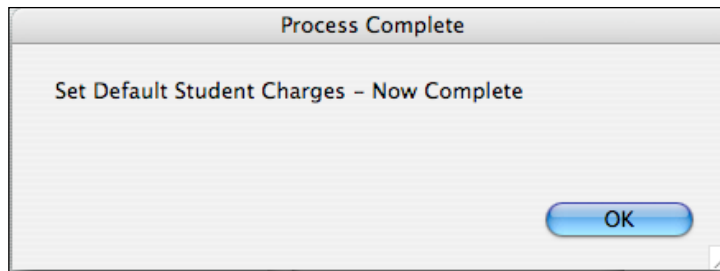 Process Complete
Set Default Student Charges – Now Complete
OK